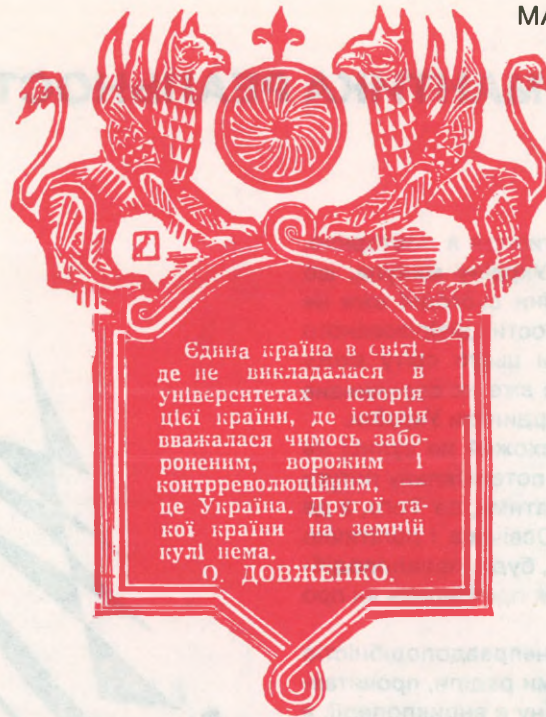 МА
Єдина країна в світі,
де не викладалася в
університетах історія
цієї країни, де історія
вважалася чимось забо-
роненим, ворожим і
контрреволюційним, —
це Україна. Другої та-
кої країни на земній
кулі нема.
О. ДОВЖЕНКО.